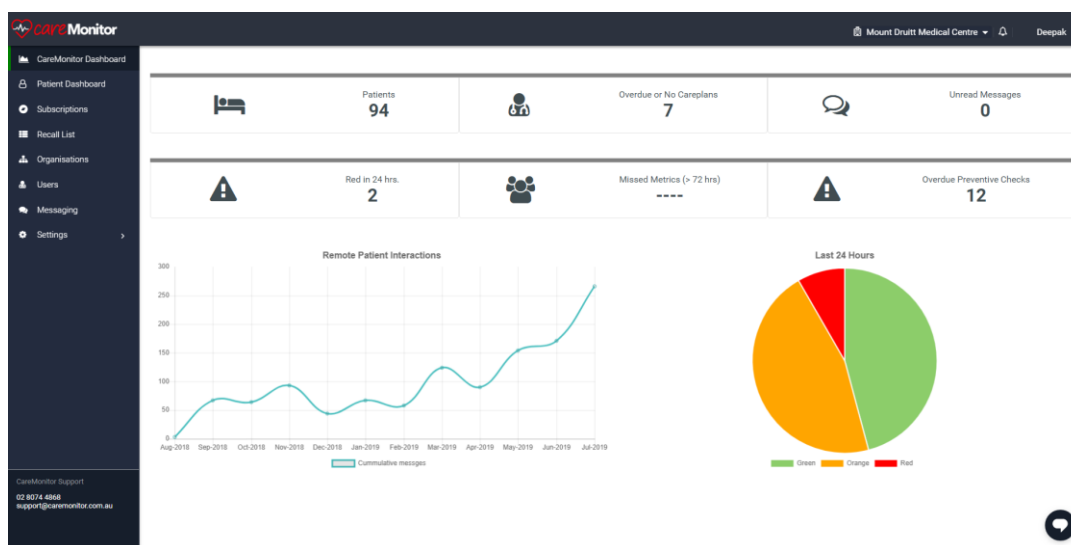 careMonitor
Mount Druitt Medical Centre
Deepak
CareMonitor Dashboard
Patient Dashboard
Subscriptions
Recall List
Organisations
Users
Messaging
Settings
CareMonitor Support
02 8074 4868
support@caremonitor.com.au
Patients
94
Overdue or No Careplans
7
Unread Messages
0
Red in 24 hrs.
2
Missed Metrics (> 72 hrs)
----
Overdue Preventive Checks
12
Remote Patient Interactions
300
250
200
150
100
50
0
Aug-2018 Sep-2018 Oct-2018 Nov-2018 Dec-2018 Jan-2019 Feb-2019 Mar-2019 Apr-2019 May-2019 Jun-2019 Jul-2019
Cummulative messges
Last 24 Hours
Green Orange Red